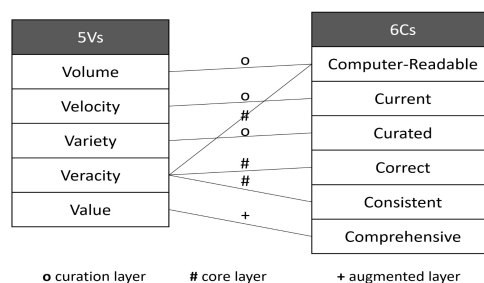 5Vs
Volume
Velocity
Variety
Veracity
Value
o
o
#
o
#
#
+
6Cs
Computer-Readable
Current
Curated
Correct
Consistent
Comprehensive
o curation layer # core layer + augmented layer